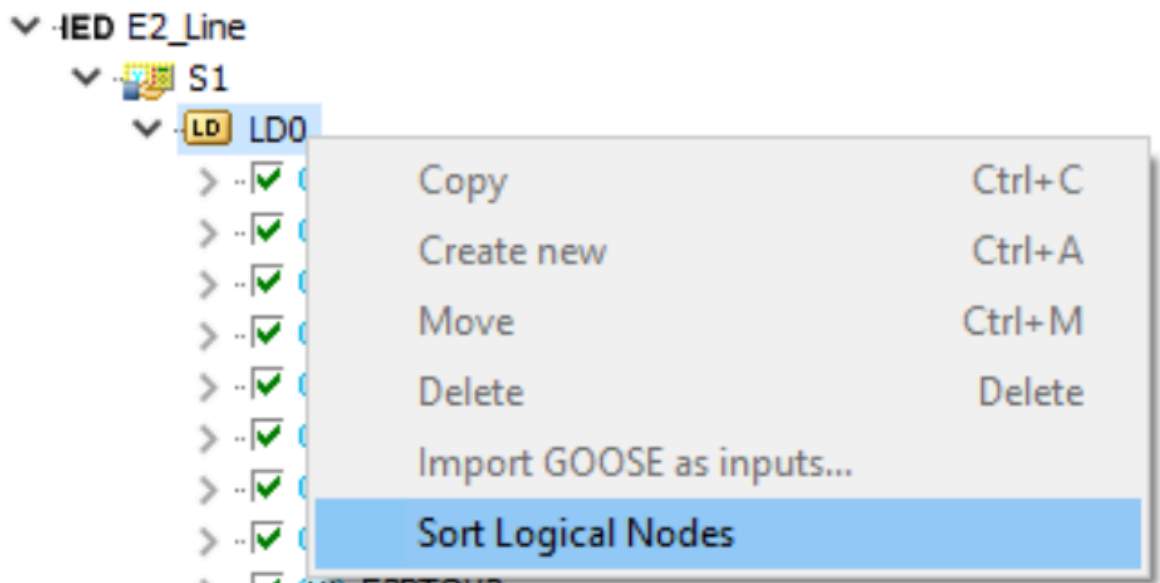 IED E2_Line
S1
LD LD0
Copy Ctrl+C
Create new Ctrl+A
Move Ctrl+M
Delete Delete
Import GOOSE as inputs...
Sort Logical Nodes